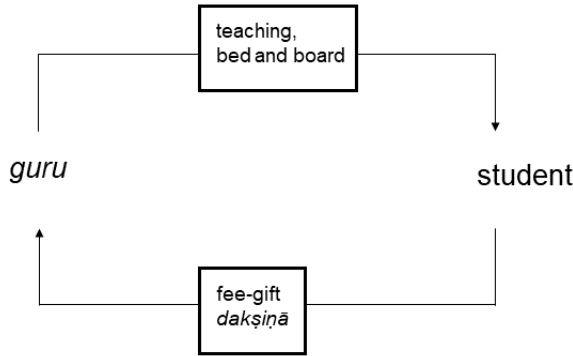 teaching,
bed and board
guru
student
fee-gift
dakṣiṇā